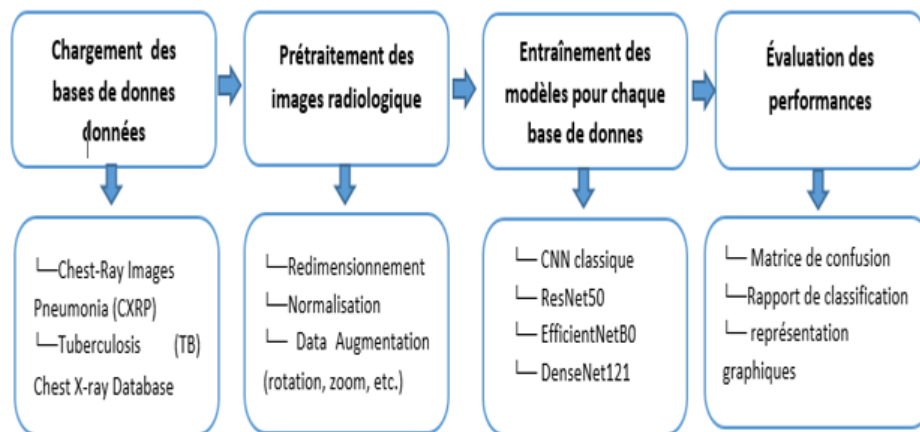 Chargement des
bases de donnes
données
Prétraitement des
images radiologique
Entraînement des
modèles pour chaque
base de donnes
Évaluation des
performances
└─Chest-Ray Images
Pneumonia (CXRP)
└─Tuberculosis (TB)
Chest X-ray Database
└─Redimensionnement
└─Normalisation
└─ Data Augmentation
(rotation, zoom, etc.)
└─ CNN classique
└─ ResNet50
└─ EfficientNetB0
└─ DenseNet121
└─ Matrice de confusion
└─Rapport de classification
└─ représentation
graphiques